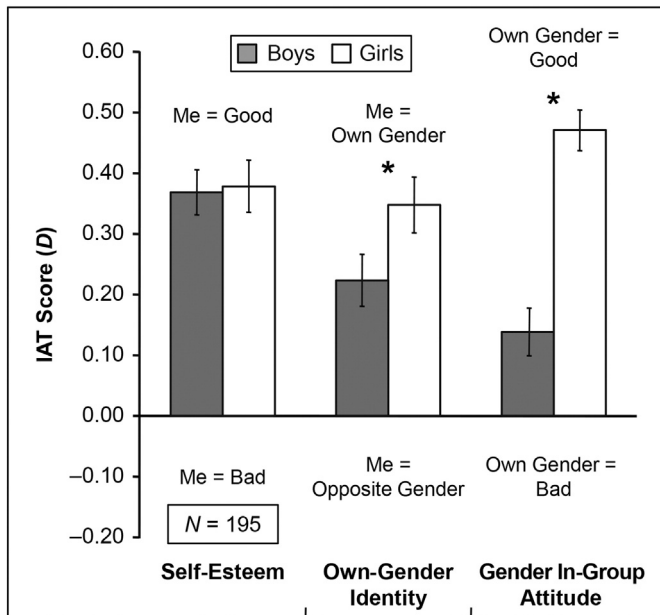 0.60
0.50
0.40
0.30
0.20
0.10
0.00
–0.10
–0.20
IAT Score (D)
Boys Girls
Me = Good
Me =
Own Gender
*
Own Gender =
Good
*
Me = Bad
Me =
Opposite Gender
Own Gender =
Bad
N = 195
Self-Esteem
Own-Gender
Identity
Gender In-Group
Attitude